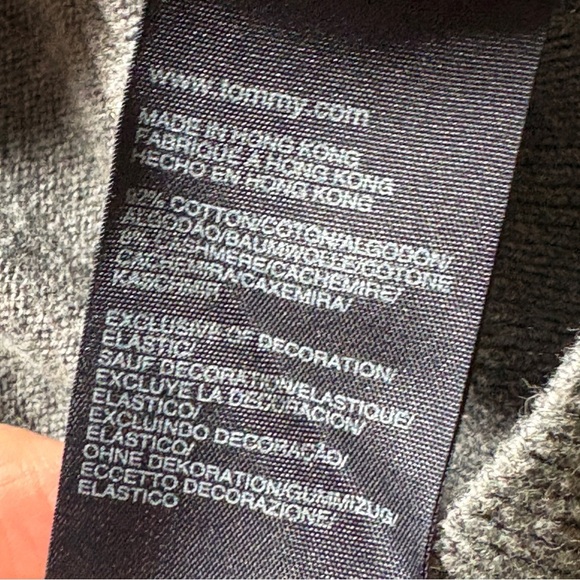 www.tommy.com
MADE IN HONG KONG
FABRIQUÉ À HONG KONG
HECHO EN HONG KONG
92% COTTON/COTON/ALGODON/
ALGODÃO/BAUMWOLLE/COTONE
8% CACHMERE/CACHEMIRE/
CACHEMIRA/CAXEMIRA/
KASCHMIR
EXCLUSIVE OF DECORATION/
ELASTIC/
SAUF DECORATION/ELASTIQUE/
EXCLUYE LA DECORACION/
ELASTICO/
EXCLUINDO DECORAÇÃO/
ELASTICO/
OHNE DEKORATION/GUMMIZUG/
ECCETTO DECORAZIONE/
ELASTICO